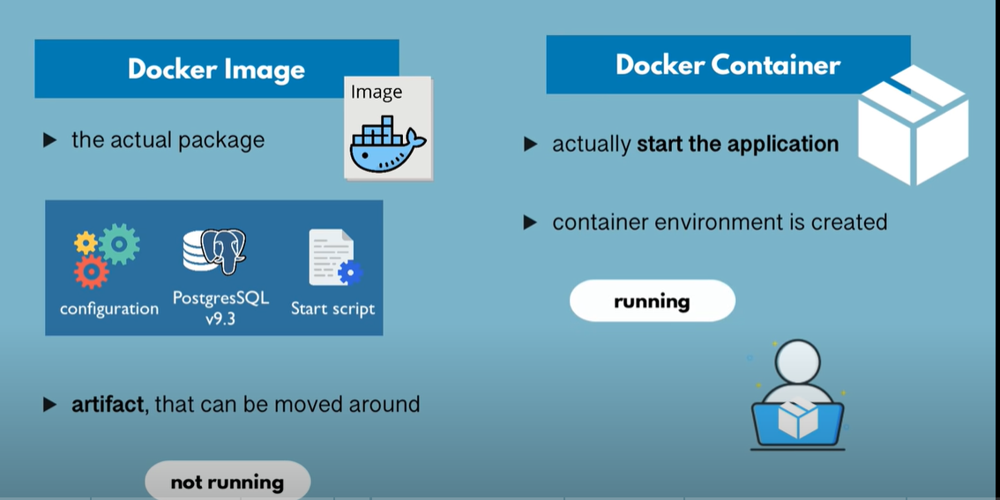 Docker Image
Image
the actual package
configuration
PostgresSQL
v9.3
Start script
artifact, that can be moved around
not running
Docker Container
actually start the application
container environment is created
running